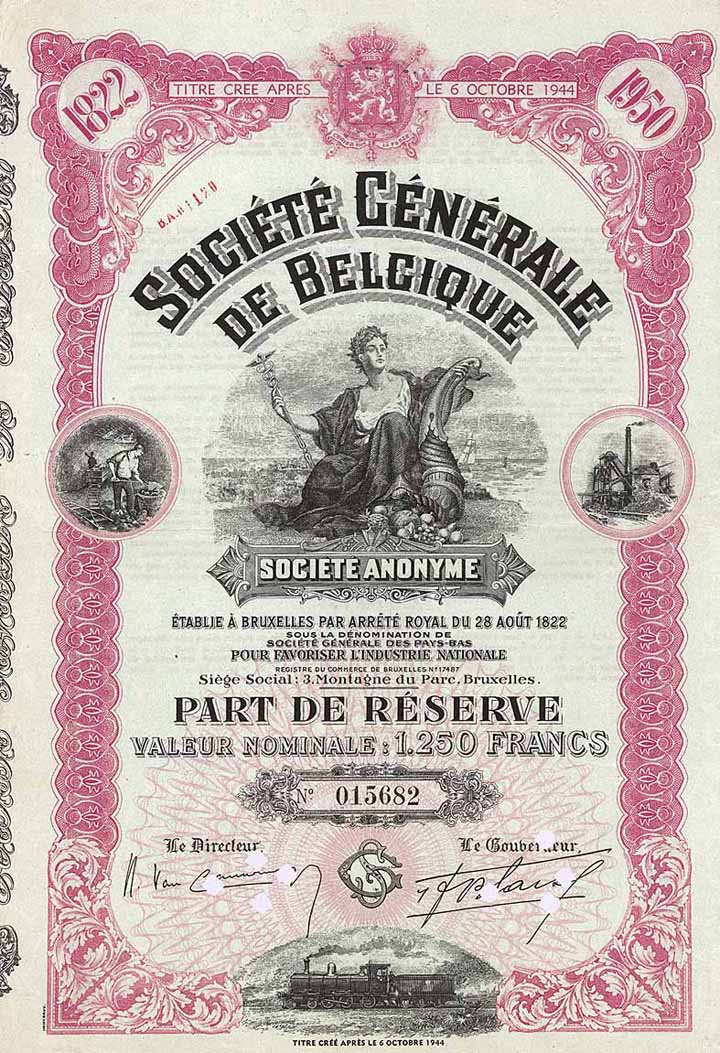 1822
TITRE CREE APRES
LE 6 OCTOBRE 1944
1950
SOCIÉTÉ GÉNÉRALE
DE BELGIQUE
SOCIETE ANONYME
ÉTABLIE À BRUXELLES PAR ARRÊTÉ ROYAL DU 28 AOÛT 1822
SOUS LA DÉNOMINATION DE
SOCIÉTÉ GÉNÉRALE DES PAYS-BAS
POUR FAVORISER L'INDUSTRIE NATIONALE
REGISTRE DU COMMERCE DE BRUXELLES Nº 17487
Siège Social: 3, Montagne du Parc, Bruxelles.
PART DE RÉSERVE
VALEUR NOMINALE: 1.250 FRANCS
Nº 015682
Le Directeur,
Le Gouverneur,
TITRE CRÉÉ APRÈS LE 6 OCTOBRE 1944